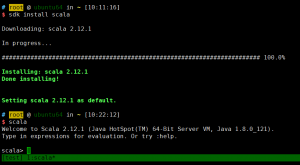 # root @ ubuntu64 in ~ [10:11:16]
$ sdk install scala
Downloading: scala 2.12.1
In progress...
######################################################################## 100.0%
Installing: scala 2.12.1
Done installing!
Setting scala 2.12.1 as default.
# root @ ubuntu64 in ~ [10:22:12]
$ scala
Welcome to Scala 2.12.1 (Java HotSpot(TM) 64-Bit Server VM, Java 1.8.0_121).
Type in expressions for evaluation. Or try :help.
scala>